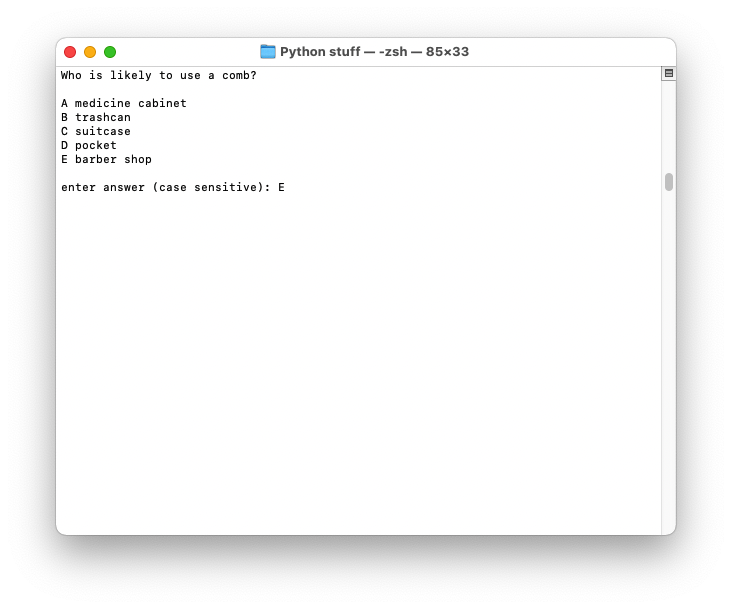 Python stuff — -zsh — 85×33
Who is likely to use a comb?
A medicine cabinet
B trashcan
C suitcase
D pocket
E barber shop
enter answer (case sensitive): E